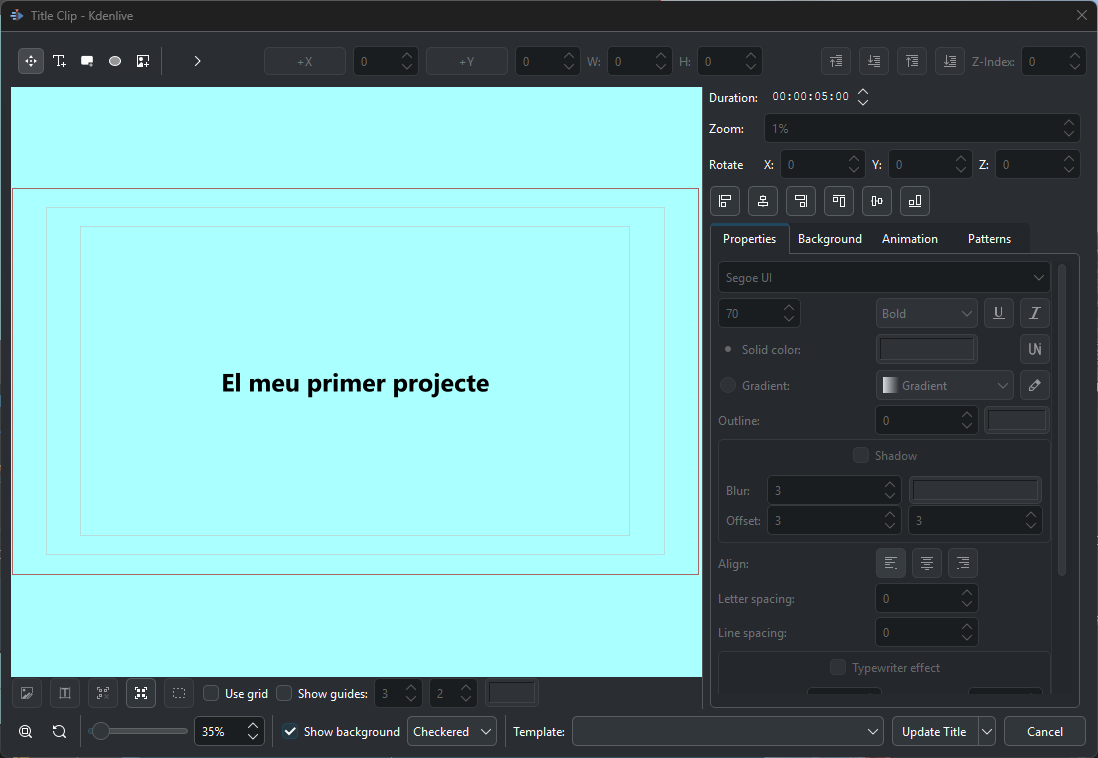 Title Clip - Kdenlive
+X 0 +Y 0 W: 0 H: 0 Z-Index: 0
Duration: 00:00:05:00
Zoom: 1%
Rotate X: 0 Y: 0 Z: 0
Properties Background Animation Patterns
Segoe UI
70 Bold U I
Solid color: UN
Gradient: Gradient
Outline: 0
Shadow
Blur: 3
Offset: 3 3
Align:
Letter spacing: 0
Line spacing: 0
Typewriter effect
El meu primer projecte
Use grid Show guides: 3 2
35% Show background Checkered Template: Update Title Cancel